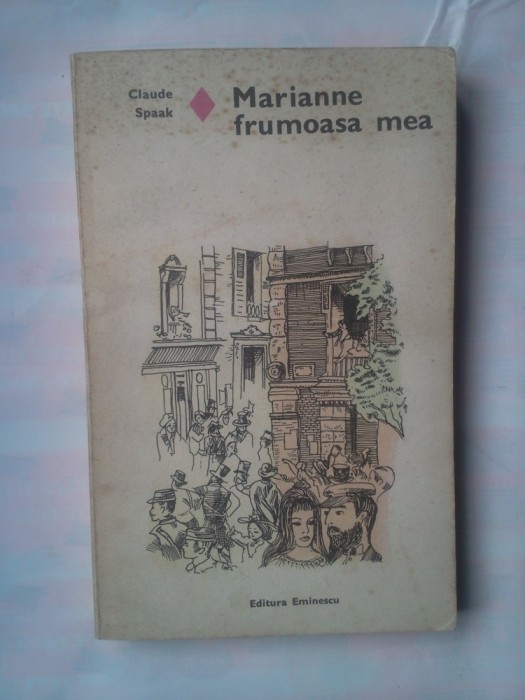 Claude
Spaak
Marianne
frumoasa mea
Editura Eminescu